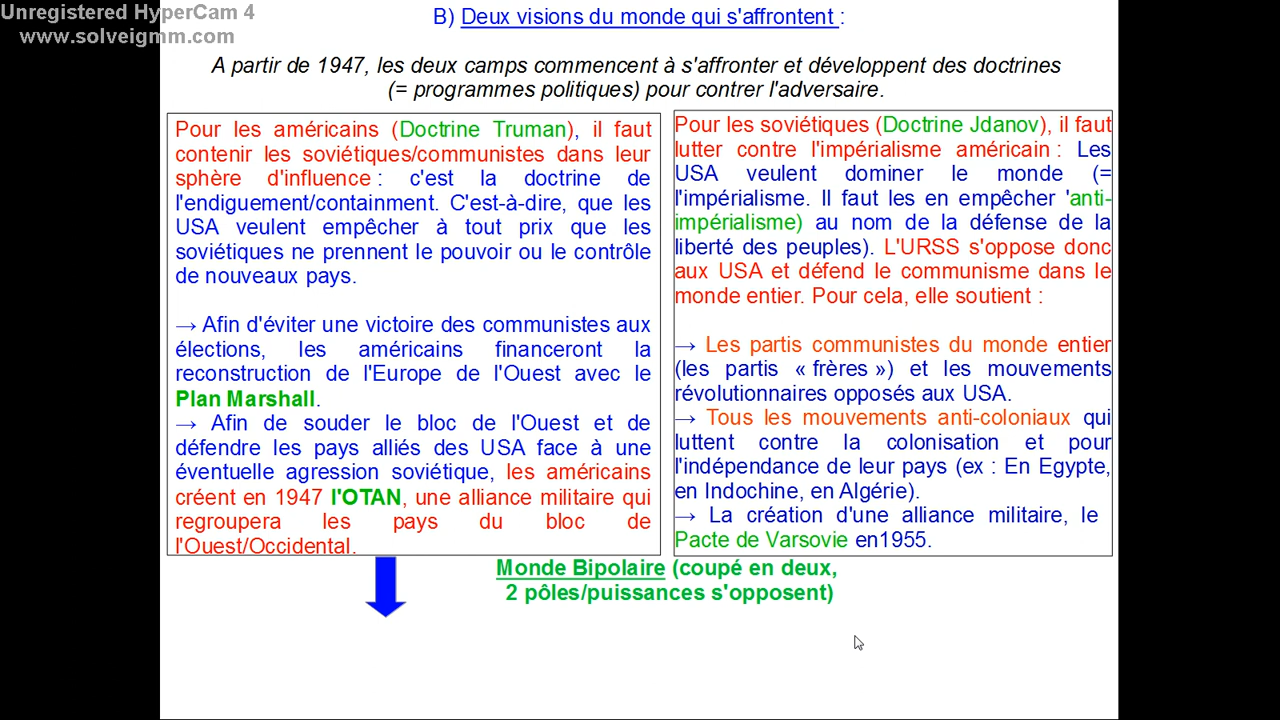 Unregistered HyperCam 4
www.solveigmm.com
B) Deux visions du monde qui s'affrontent :
A partir de 1947, les deux camps commencent à s'affronter et développent des doctrines
(= programmes politiques) pour contrer l'adversaire.
Pour les américains (Doctrine Truman), il faut
contenir les soviétiques/communistes dans leur
sphère d'influence : c'est la doctrine de
l'endiguement/containment. C'est-à-dire, que les
USA veulent empêcher à tout prix que les
soviétiques ne prennent le pouvoir ou le contrôle
de nouveaux pays.
→ Afin d'éviter une victoire des communistes aux
élections, les américains financeront la
reconstruction de l'Europe de l'Ouest avec le
Plan Marshall.
→ Afin de souder le bloc de l'Ouest et de
défendre les pays alliés des USA face à une
éventuelle agression soviétique, les américains
créent en 1947 l'OTAN, une alliance militaire qui
regroupera les pays du bloc de
l'Ouest/Occidental.
Pour les soviétiques (Doctrine Jdanov), il faut
lutter contre l'impérialisme américain : Les
USA veulent dominer le monde (=
l'impérialisme. Il faut les en empêcher 'anti-
impérialisme) au nom de la défense de la
liberté des peuples). L'URSS s'oppose donc
aux USA et défend le communisme dans le
monde entier. Pour cela, elle soutient :
→ Les partis communistes du monde entier
(les partis « frères ») et les mouvements
révolutionnaires opposés aux USA.
→ Tous les mouvements anti-coloniaux qui
luttent contre la colonisation et pour
l'indépendance de leur pays (ex : En Egypte,
en Indochine, en Algérie).
→ La création d'une alliance militaire, le
Pacte de Varsovie en1955.
Monde Bipolaire (coupé en deux,
2 pôles/puissances s'opposent)